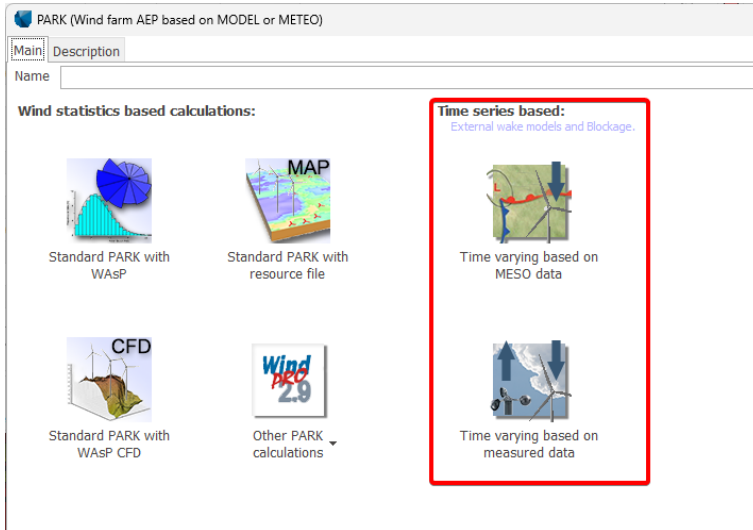 PARK (Wind farm AEP based on MODEL or METEO)
Main
Description
Name
Wind statistics based calculations:
Time series based:
External wake models and Blockage.
MAP
Standard PARK with
WAsP
Standard PARK with
resource file
L
Time varying based on
MESO data
CFD
Wind
PRO
2.9
Standard PARK with
WAsP CFD
Other PARK
calculations
Time varying based on
measured data